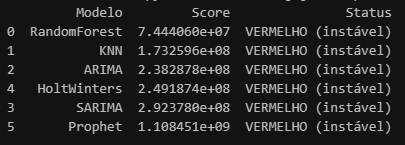 Modelo Score Status
0 RandomForest 7.444060e+07 VERMELHO (instável)
1 KNN 1.732598e+08 VERMELHO (instável)
2 ARIMA 2.382878e+08 VERMELHO (instável)
4 HoltWinters 2.491874e+08 VERMELHO (instável)
3 SARIMA 2.923780e+08 VERMELHO (instável)
5 Prophet 1.108451e+09 VERMELHO (instável)